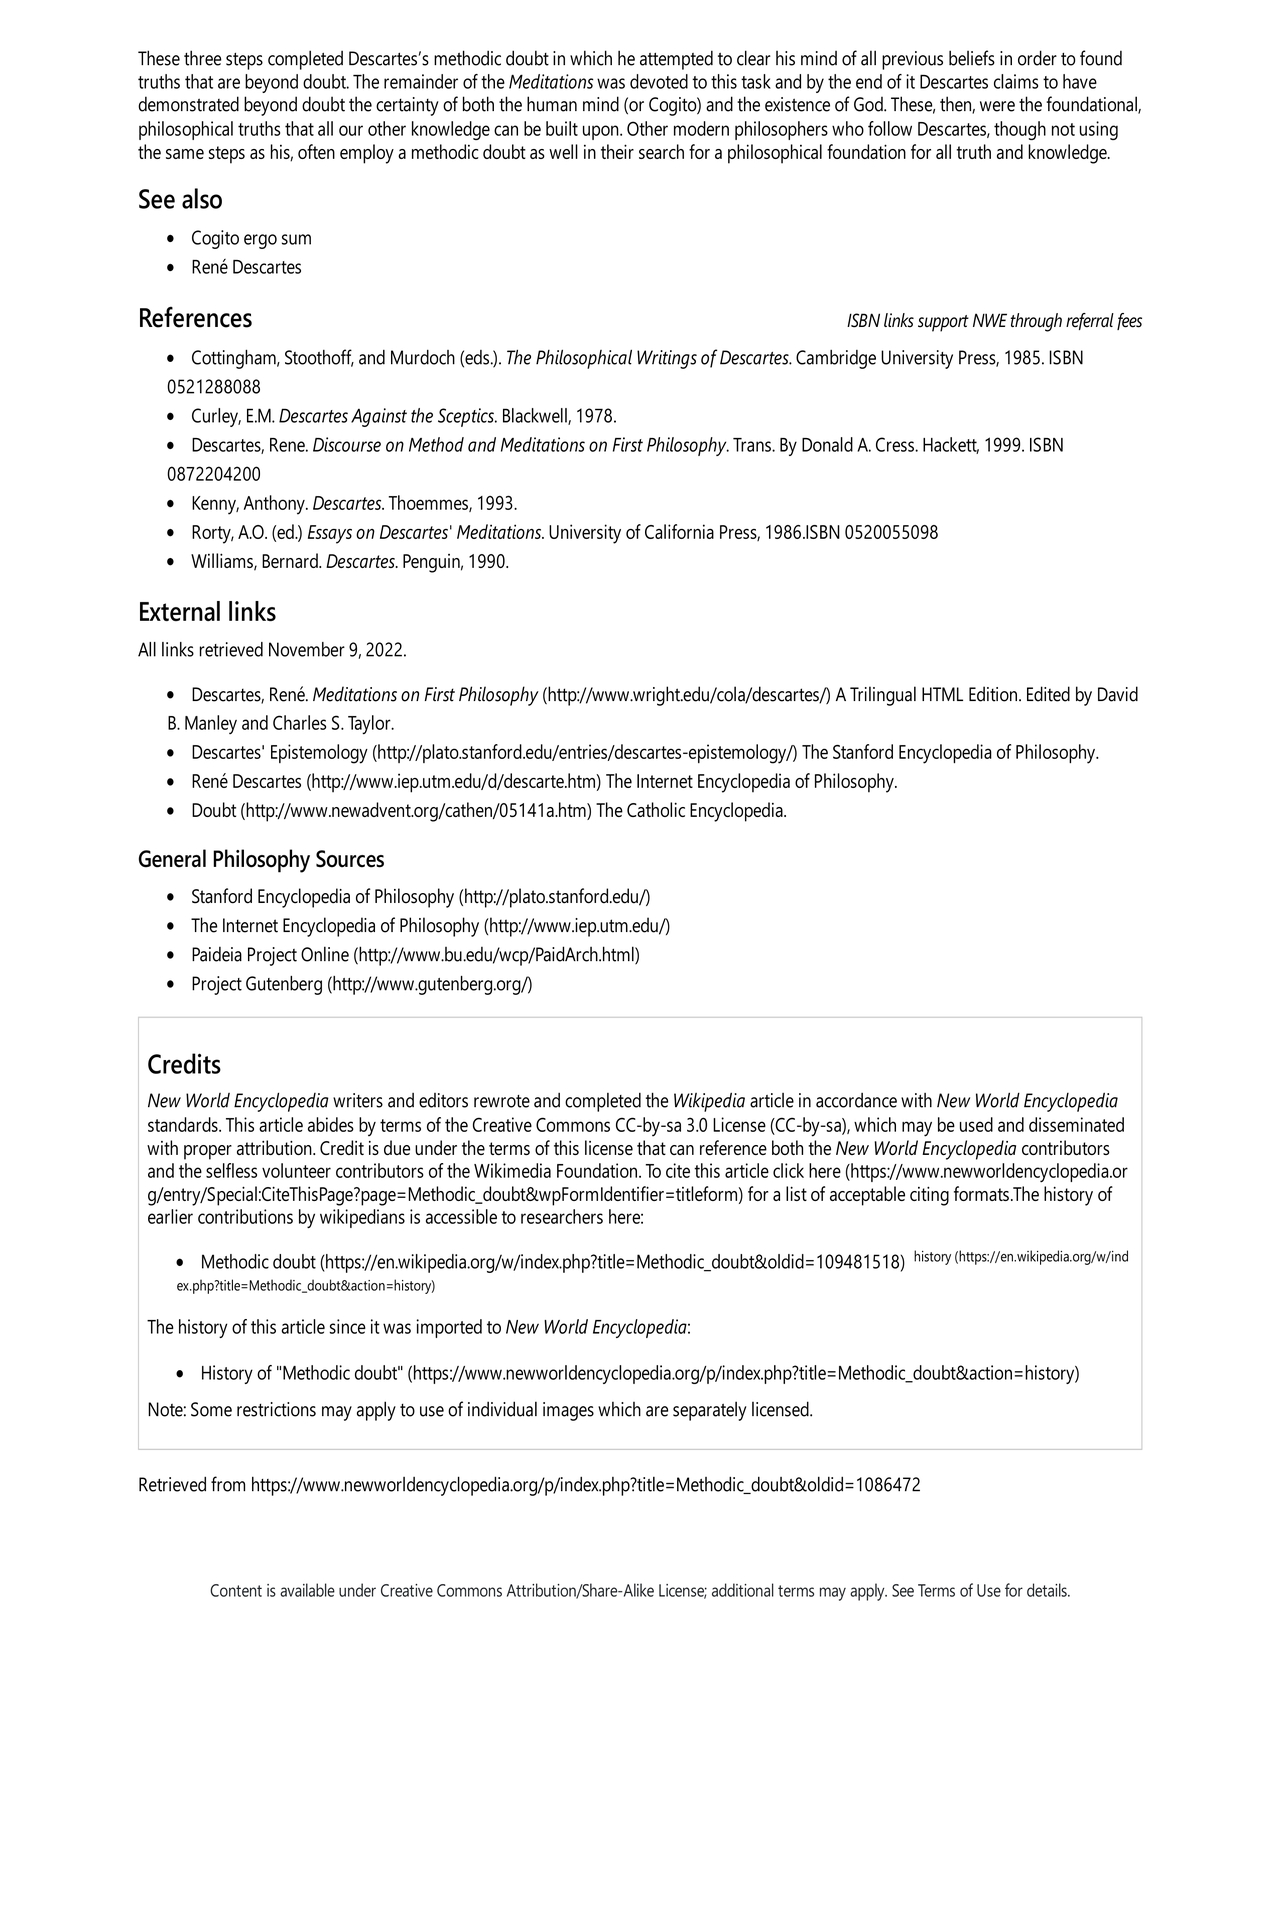 These three steps completed Descartes’s methodic doubt in which he attempted to clear his mind of all previous beliefs in order to found
truths that are beyond doubt. The remainder of the Meditations was devoted to this task and by the end of it Descartes claims to have
demonstrated beyond doubt the certainty of both the human mind (or Cogito) and the existence of God. These, then, were the foundational,
philosophical truths that all our other knowledge can be built upon. Other modern philosophers who follow Descartes, though not using
the same steps as his, often employ a methodic doubt as well in their search for a philosophical foundation for all truth and knowledge.
See also
• Cogito ergo sum
• René Descartes
References ISBN links support NWE through referral fees
• Cottingham, Stoothoff, and Murdoch (eds.). The Philosophical Writings of Descartes. Cambridge University Press, 1985. ISBN
0521288088
• Curley, E.M. Descartes Against the Sceptics. Blackwell, 1978.
• Descartes, Rene. Discourse on Method and Meditations on First Philosophy. Trans. By Donald A. Cress. Hackett, 1999. ISBN
0872204200
• Kenny, Anthony. Descartes. Thoemmes, 1993.
• Rorty, A.O. (ed.) Essays on Descartes' Meditations. University of California Press, 1986.ISBN 0520055098
• Williams, Bernard. Descartes. Penguin, 1990.
External links
All links retrieved November 9, 2022.
• Descartes, René. Meditations on First Philosophy (http://www.wright.edu/cola/descartes/) A Trilingual HTML Edition. Edited by David
B. Manley and Charles S. Taylor.
• Descartes' Epistemology (http://plato.stanford.edu/entries/descartes-epistemology/) The Stanford Encyclopedia of Philosophy.
• René Descartes (http://www.iep.utm.edu/d/descarte.htm) The Internet Encyclopedia of Philosophy.
• Doubt (http://www.newadvent.org/cathen/05141a.htm) The Catholic Encyclopedia.
General Philosophy Sources
• Stanford Encyclopedia of Philosophy (http://plato.stanford.edu/)
• The Internet Encyclopedia of Philosophy (http://www.iep.utm.edu/)
• Paideia Project Online (http://www.bu.edu/wcp/PaidArch.html)
• Project Gutenberg (http://www.gutenberg.org/)
Credits
New World Encyclopedia writers and editors rewrote and completed the Wikipedia article in accordance with New World Encyclopedia
standards. This article abides by terms of the Creative Commons CC-by-sa 3.0 License (CC-by-sa), which may be used and disseminated
with proper attribution. Credit is due under the terms of this license that can reference both the New World Encyclopedia contributors
and the selfless volunteer contributors of the Wikimedia Foundation. To cite this article click here (https://www.newworldencyclopedia.or
g/entry/Special:CiteThisPage?page=Methodic_doubt&wpFormIdentifier=titleform) for a list of acceptable citing formats.The history of
earlier contributions by wikipedians is accessible to researchers here:
• Methodic doubt (https://en.wikipedia.org/w/index.php?title=Methodic_doubt&oldid=109481518) history (https://en.wikipedia.org/w/ind
ex.php?title=Methodic_doubt&action=history)
The history of this article since it was imported to New World Encyclopedia:
• History of "Methodic doubt" (https://www.newworldencyclopedia.org/p/index.php?title=Methodic_doubt&action=history)
Note: Some restrictions may apply to use of individual images which are separately licensed.
Retrieved from https://www.newworldencyclopedia.org/p/index.php?title=Methodic_doubt&oldid=1086472
Content is available under Creative Commons Attribution/Share-Alike License; additional terms may apply. See Terms of Use for details.